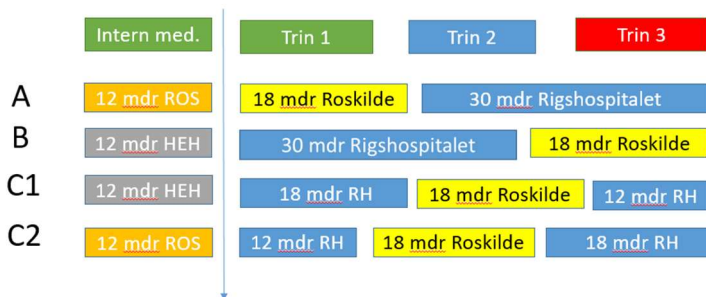 Intern med. Trin 1 Trin 2 Trin 3
A 12 mdr ROS 18 mdr Roskilde 30 mdr Rigshospitalet
B 12 mdr HEH 30 mdr Rigshospitalet 18 mdr Roskilde
C1 12 mdr HEH 18 mdr RH 18 mdr Roskilde 12 mdr RH
C2 12 mdr ROS 12 mdr RH 18 mdr Roskilde 18 mdr RH